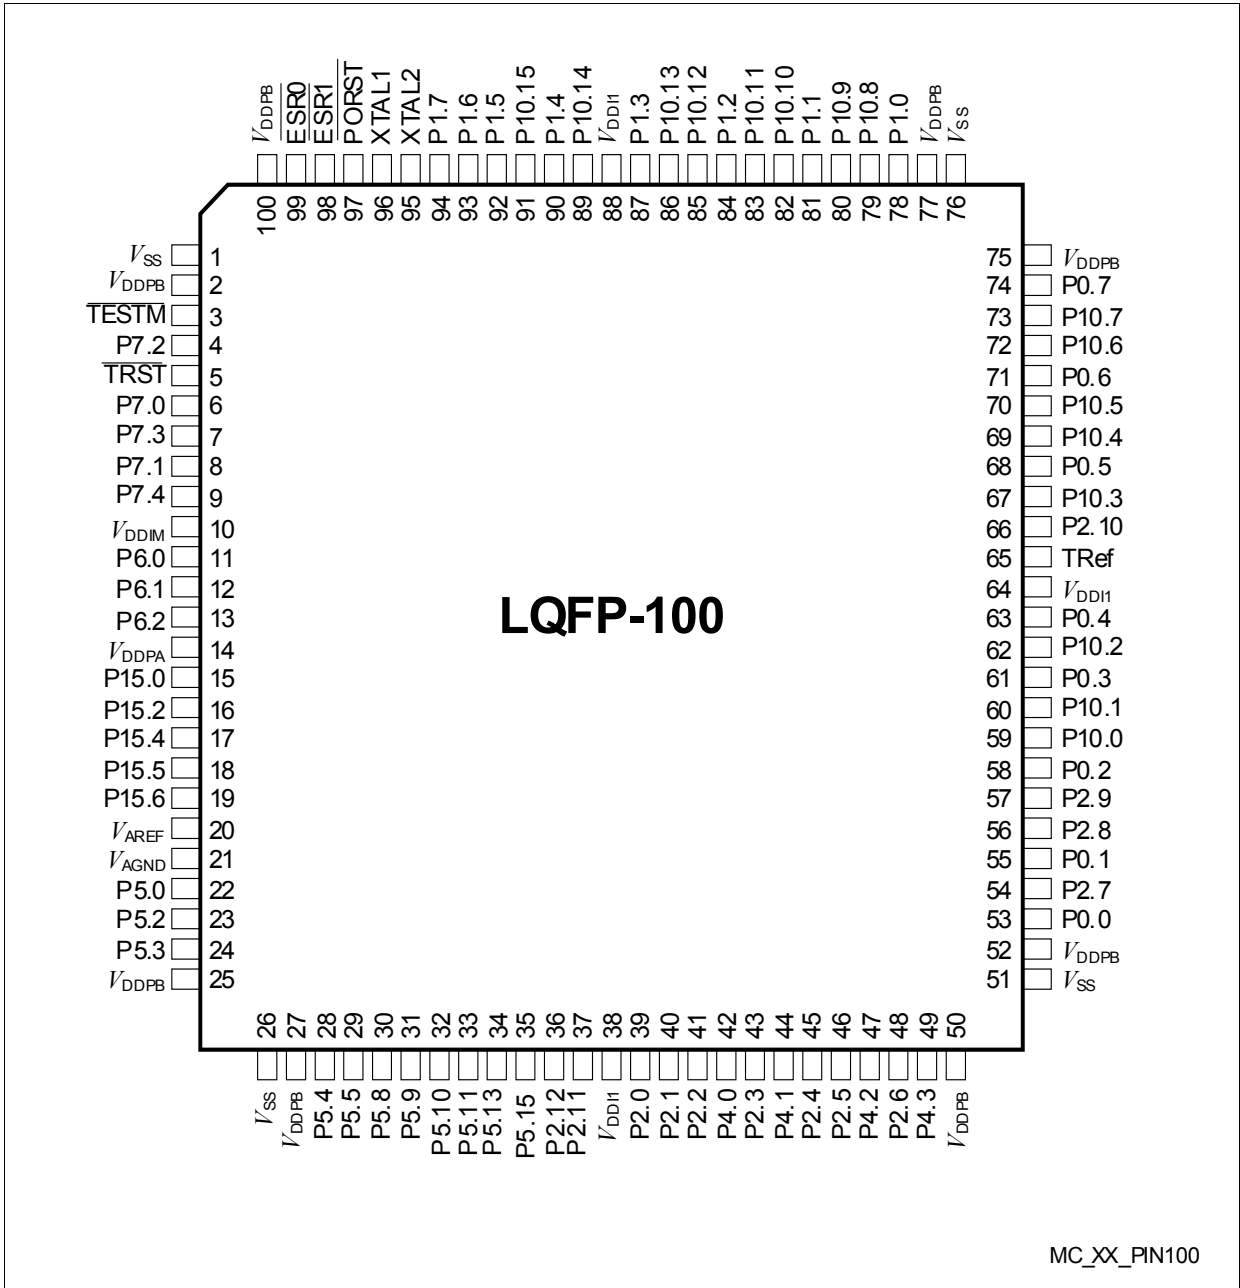 VDDPB ESR0 ESR1 PORST XTAL1 XTAL2 P1.7 P1.6 P1.5 P10.15 P1.4 P10.14 VDDI1 P1.3 P10.13 P10.12 P1.2 P10.11 P10.10 P1.1 P10.9 P10.8 P1.0 VDDPB VSS
100 99 98 97 96 95 94 93 92 91 90 89 88 87 86 85 84 83 82 81 80 79 78 77 76
VSS 1
VDDPB 2
TESTM 3
P7.2 4
TRST 5
P7.0 6
P7.3 7
P7.1 8
P7.4 9
VDDIM 10
P6.0 11
P6.1 12
P6.2 13
VDDPA 14
P15.0 15
P15.2 16
P15.4 17
P15.5 18
P15.6 19
VAREF 20
VAGND 21
P5.0 22
P5.2 23
P5.3 24
VDDPB 25
LQFP-100
75 VDDPB
74 P0.7
73 P10.7
72 P10.6
71 P0.6
70 P10.5
69 P10.4
68 P0.5
67 P10.3
66 P2.10
65 TRef
64 VDDI1
63 P0.4
62 P10.2
61 P0.3
60 P10.1
59 P10.0
58 P0.2
57 P2.9
56 P2.8
55 P0.1
54 P2.7
53 P0.0
52 VDDPB
51 VSS
26 27 28 29 30 31 32 33 34 35 36 37 38 39 40 41 42 43 44 45 46 47 48 49 50
VSS VDDPB P5.4 P5.5 P5.8 P5.9 P5.10 P5.11 P5.13 P5.15 P2.12 P2.11 VDDI1 P2.0 P2.1 P2.2 P4.0 P2.3 P4.1 P2.4 P2.5 P4.2 P2.6 P4.3 VDDPB
MC_XX_PIN100